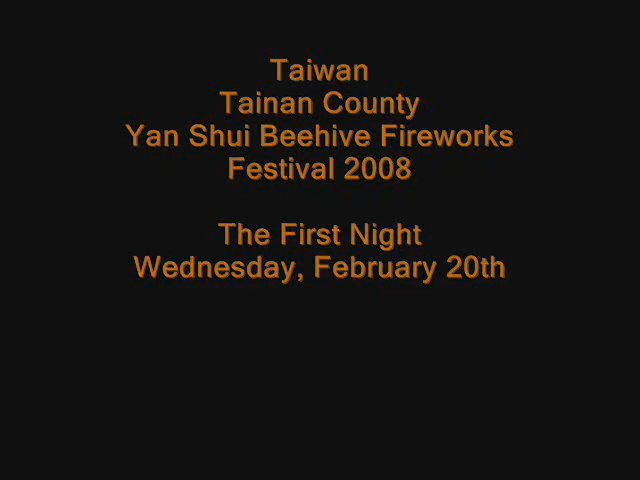 Taiwan
Tainan County
Yan Shui Beehive Fireworks
Festival 2008
The First Night
Wednesday, February 20th